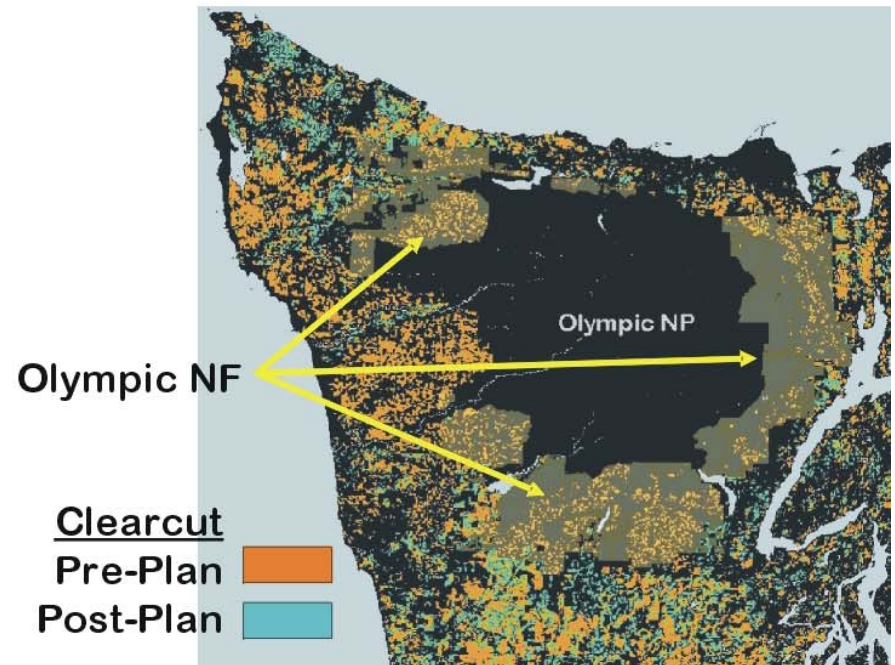 Olympic NP
Olympic NF
Clearcut
Pre-Plan
Post-Plan